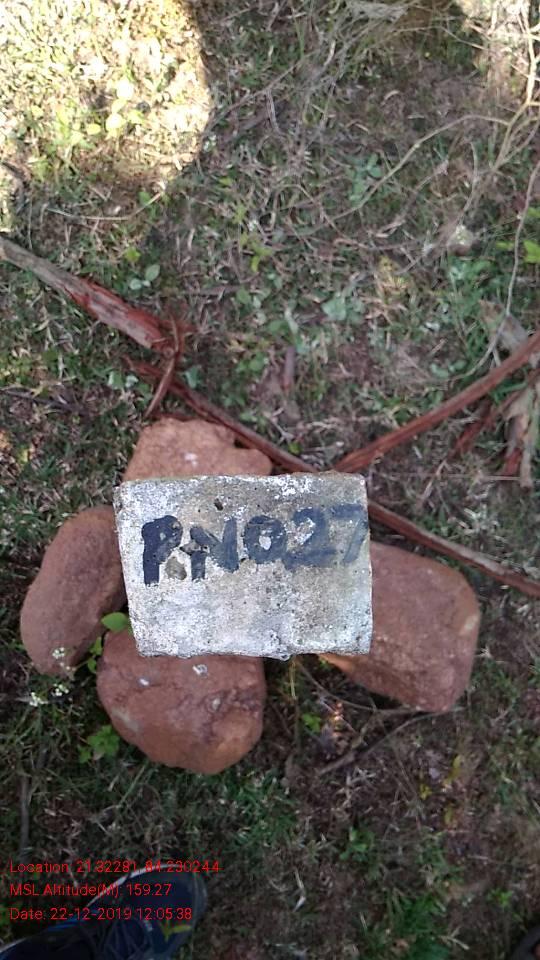 P.NO27
Location: 21.32281, 84.230244
MSL Altitude(M): 159.27
Date: 22-12-2019 12:05:38